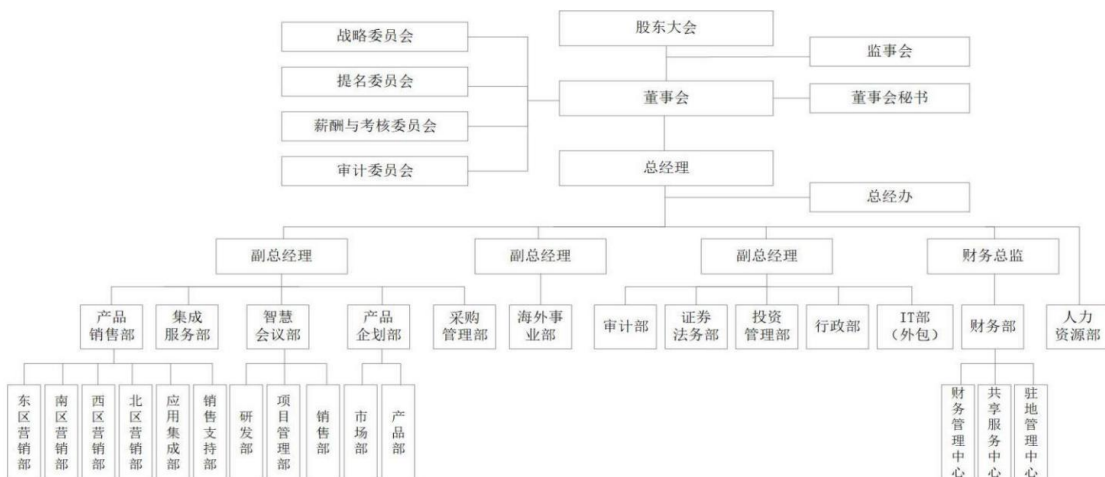 股东大会
战略委员会
监事会
提名委员会
董事会
董事会秘书
薪酬与考核委员会
审计委员会
总经理
总经办
副总经理
副总经理
副总经理
财务总监
产品
销售部
集成
服务部
智慧
会议部
产品
企划部
采购
管理部
海外事
业部
审计部
证券
法务部
投资
管理部
行政部
IT部
（外包）
财务部
人力
资源部
东区营销部
南区营销部
西区营销部
北区营销部
应用集成部
销售支持部
研发部
项目管理部
销售部
市场部
产品部
财务管理中心
共享服务中心
驻地管理中心